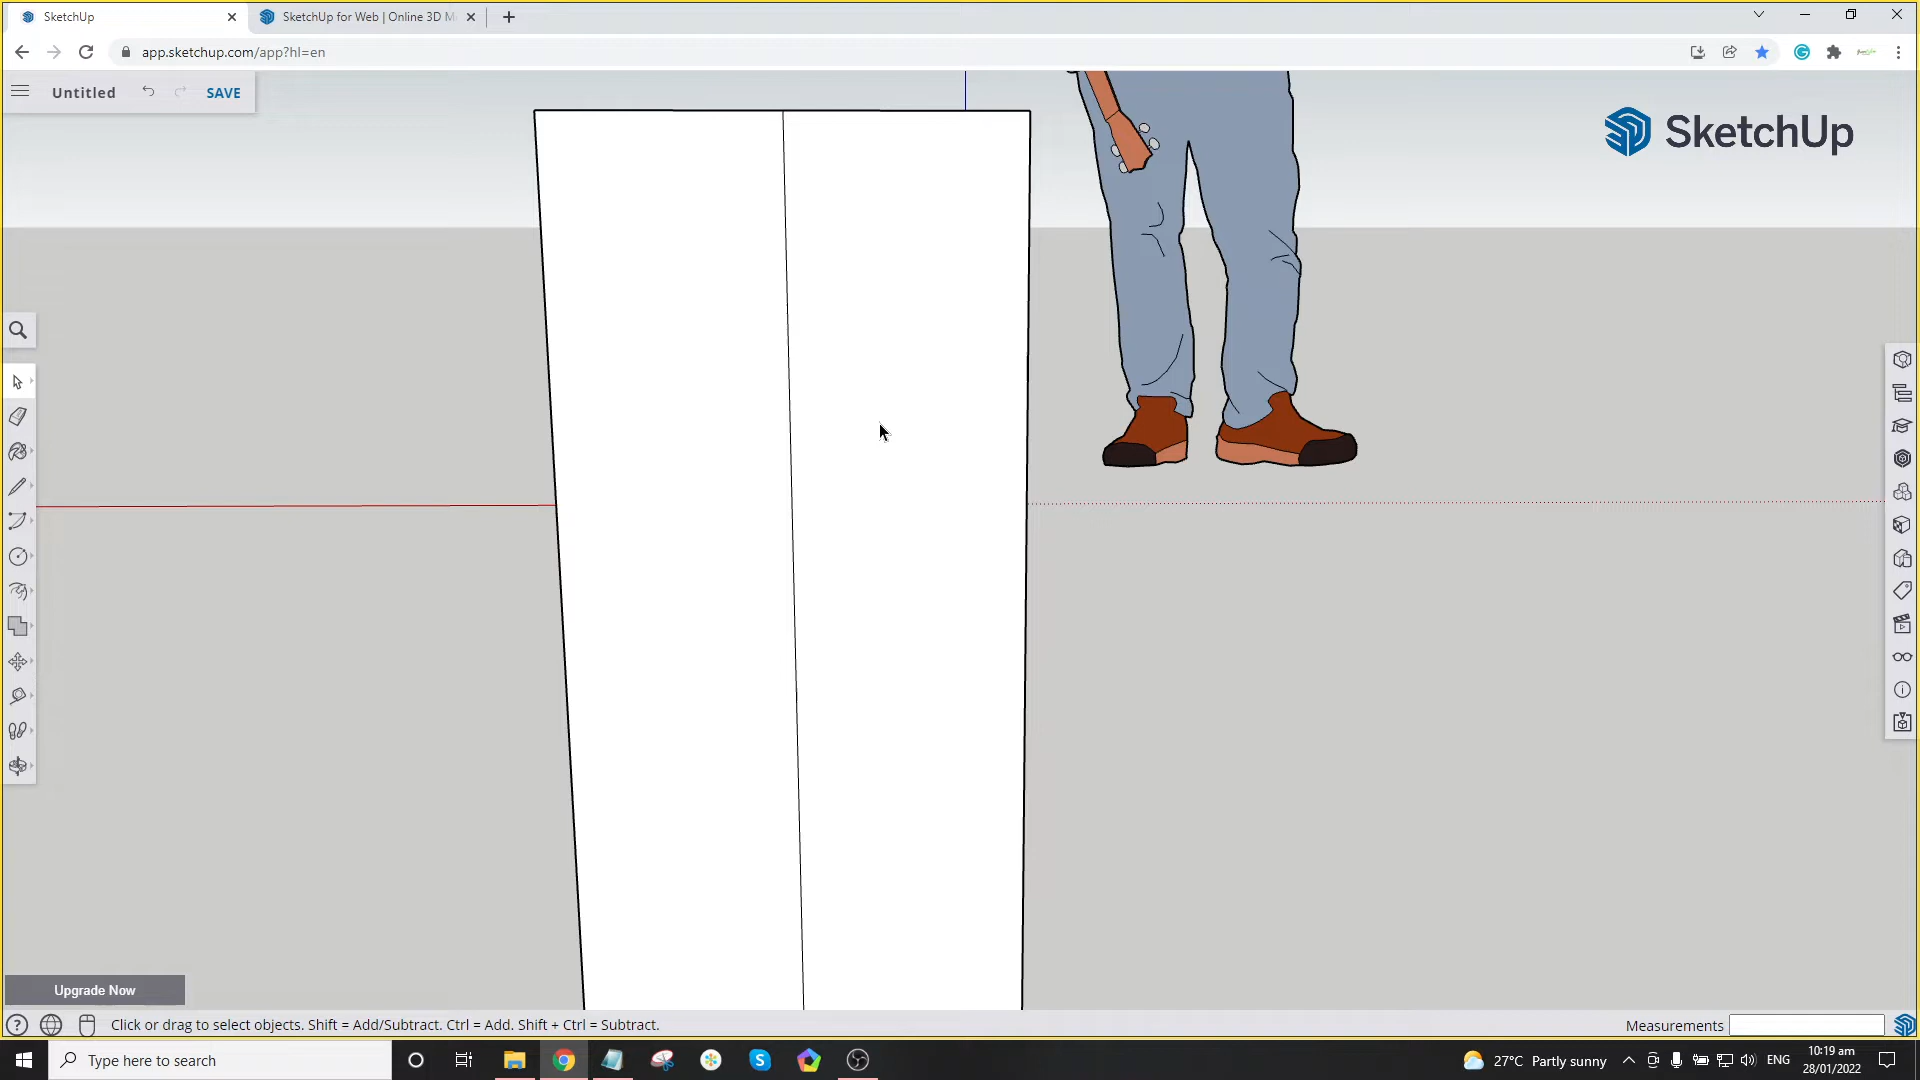 SketchUp
SketchUp for Web | Online 3D M
app.sketchup.com/app?hl=en
Untitled
SAVE
SketchUp
Upgrade Now
Click or drag to select objects. Shift = Add/Subtract. Ctrl = Add. Shift + Ctrl = Subtract.
Measurements
Type here to search
27°C Partly sunny
ENG
10:19 am
28/01/2022